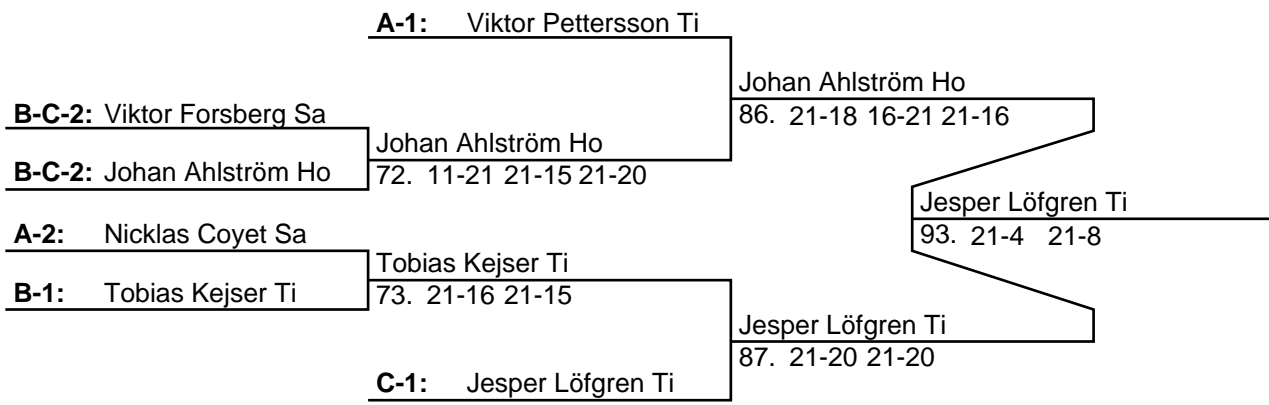 A-1: Viktor Pettersson Ti
Johan Ahlström Ho
86. 21-18 16-21 21-16
B-C-2: Viktor Forsberg Sa
Johan Ahlström Ho
72. 11-21 21-15 21-20
B-C-2: Johan Ahlström Ho
Jesper Löfgren Ti
93. 21-4 21-8
A-2: Nicklas Coyet Sa
Tobias Kejser Ti
73. 21-16 21-15
B-1: Tobias Kejser Ti
Jesper Löfgren Ti
87. 21-20 21-20
C-1: Jesper Löfgren Ti